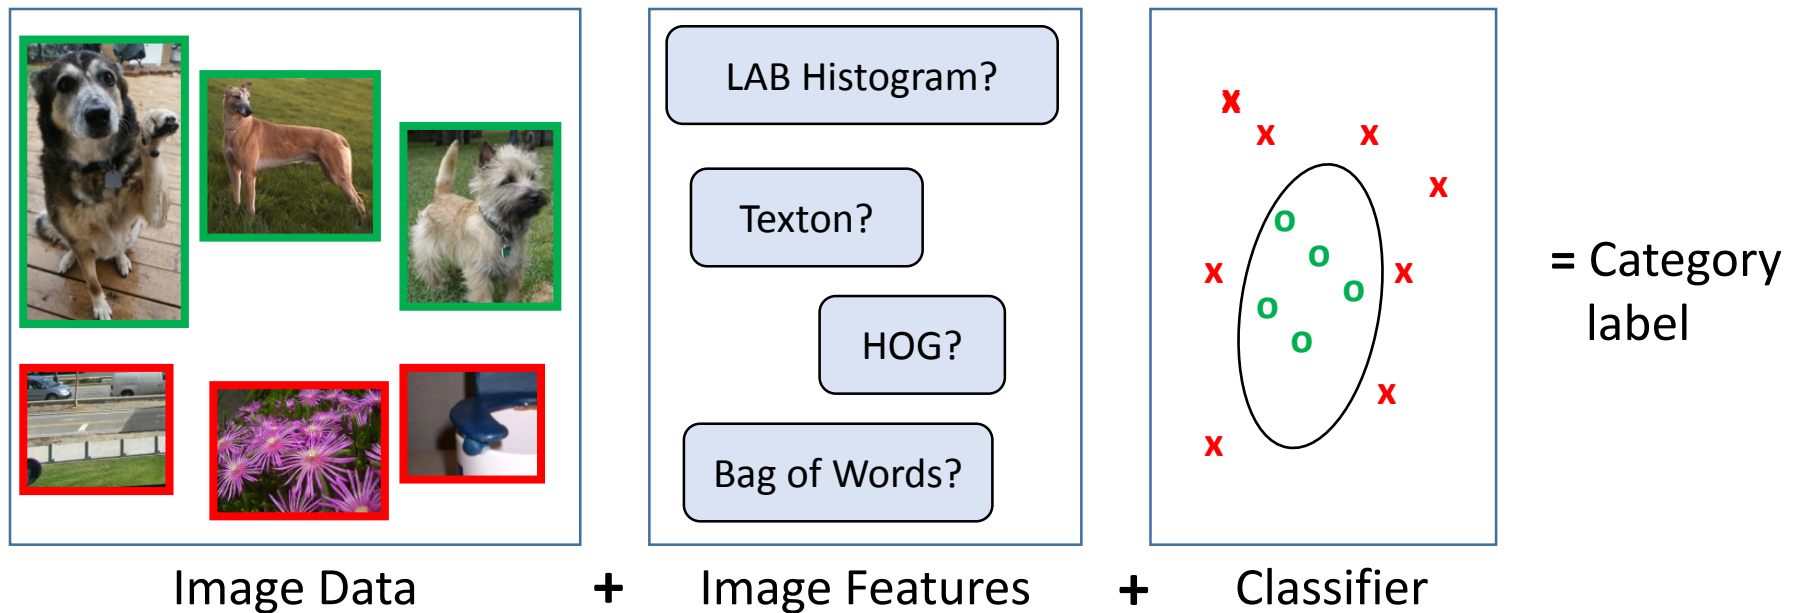 LAB Histogram?
Texton?
HOG?
Bag of Words?
x
x
x
x
x
x
x
x
o
o
o
o
o
= Category
label
Image Data + Image Features + Classifier